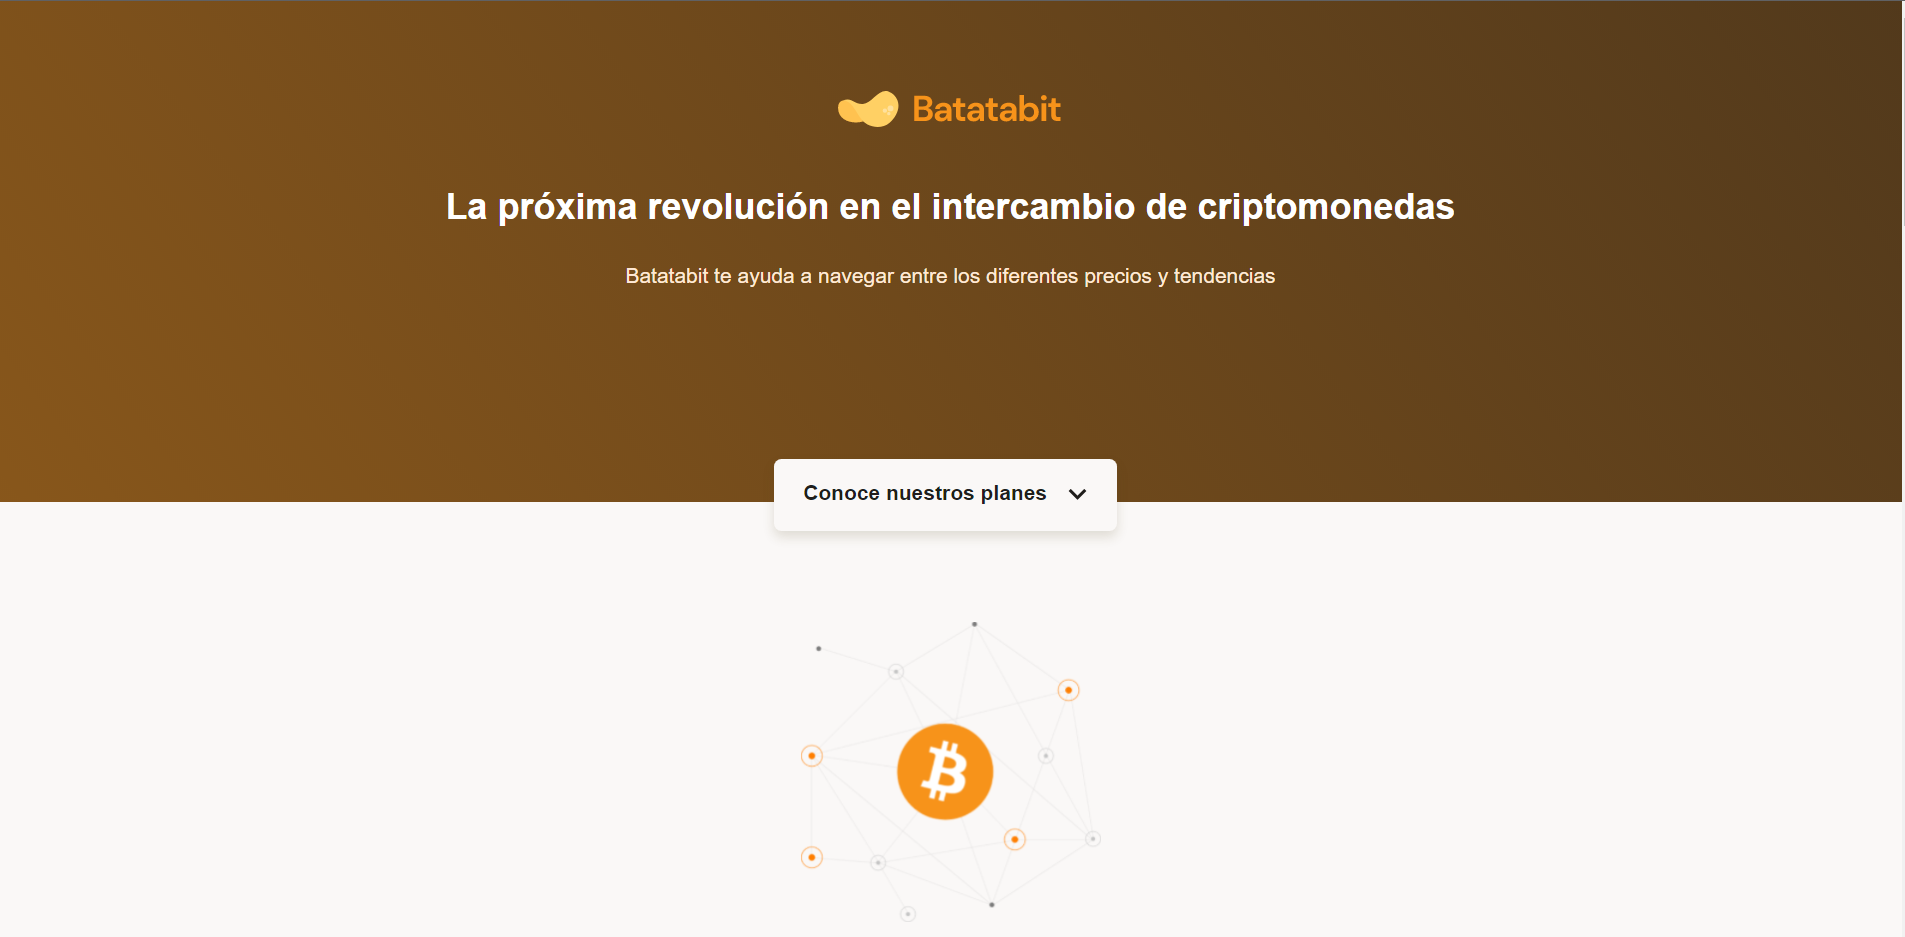 Batatabit
La próxima revolución en el intercambio de criptomonedas
Batatabit te ayuda a navegar entre los diferentes precios y tendencias
Conoce nuestros planes